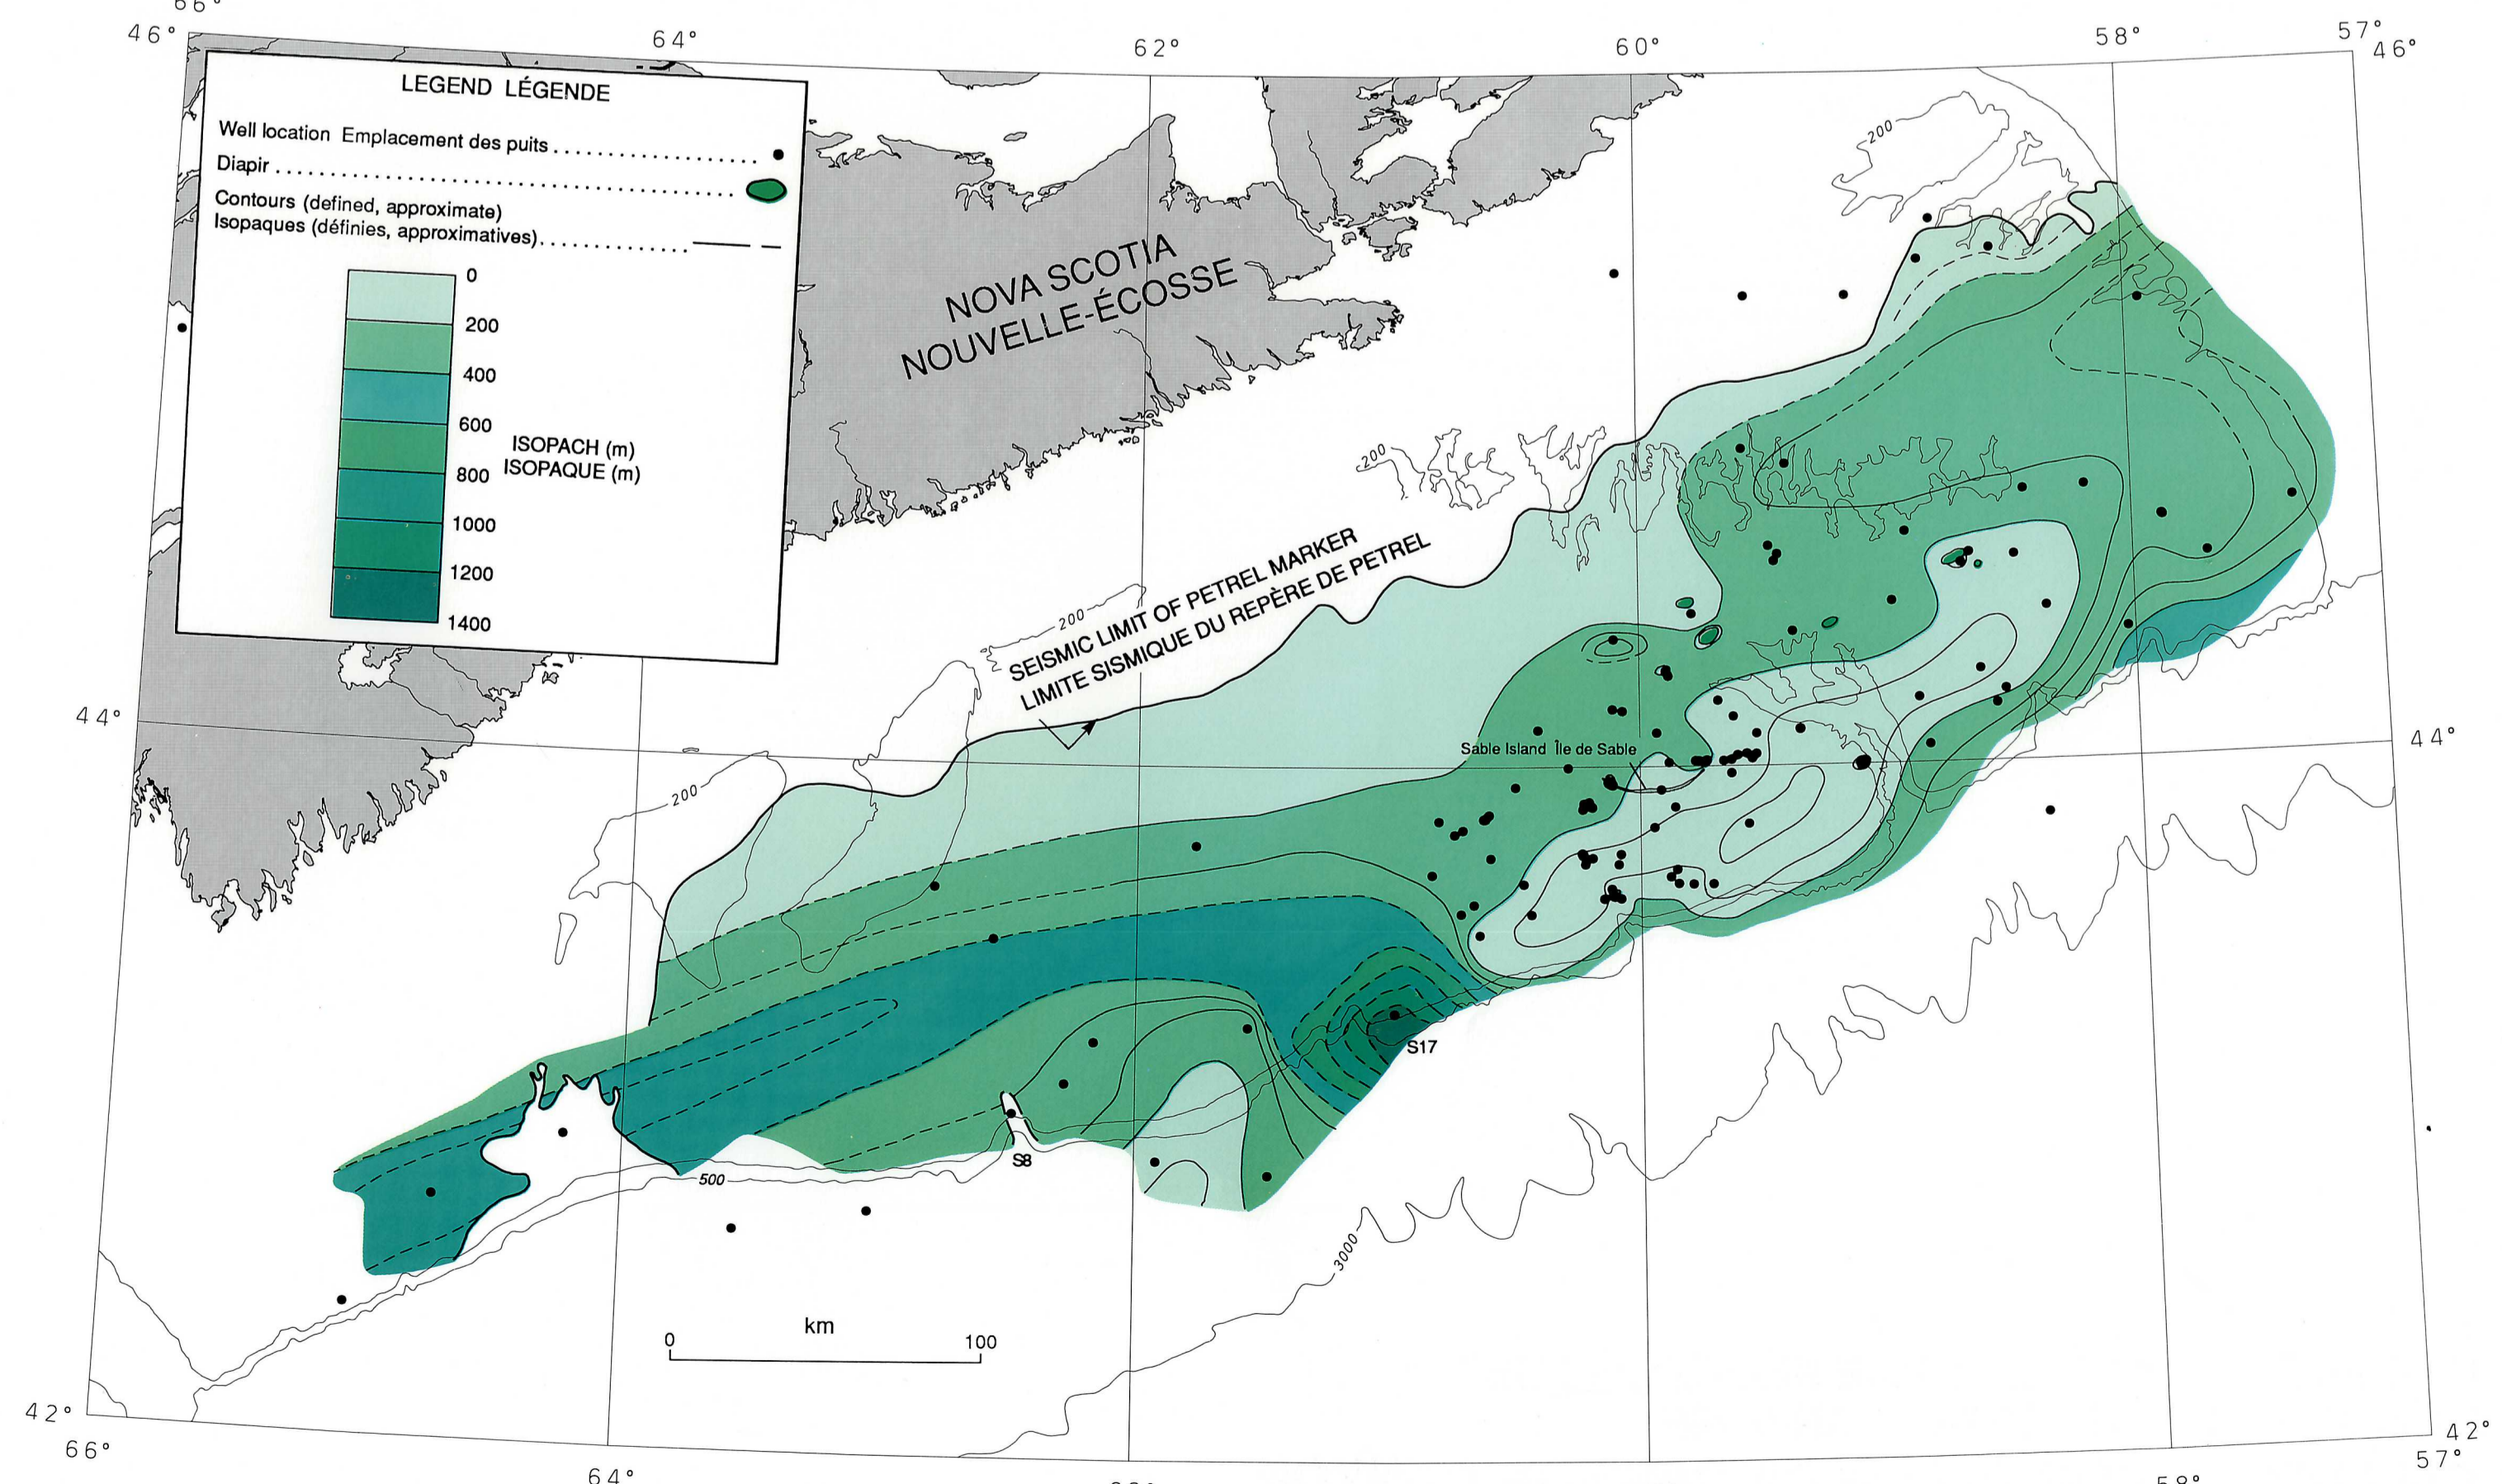 66°
46°
64°
62°
60°
58°
57°
46°
LEGEND LÉGENDE
Well location Emplacement des puits
Diapir
Contours (defined, approximate)
Isopaques (définies, approximatives)
0
200
400
600
800
1000
1200
1400
ISOPACH (m)
ISOPAQUE (m)
NOVA SCOTIA
NOUVELLE-ÉCOSSE
200
200
200
200
SEISMIC LIMIT OF PETREL MARKER
LIMITE SISMIQUE DU REPÈRE DE PETREL
44°
44°
Sable Island Île de Sable
S17
S8
500
3000
km
0
100
42°
42°
66°
57°
64°
58°